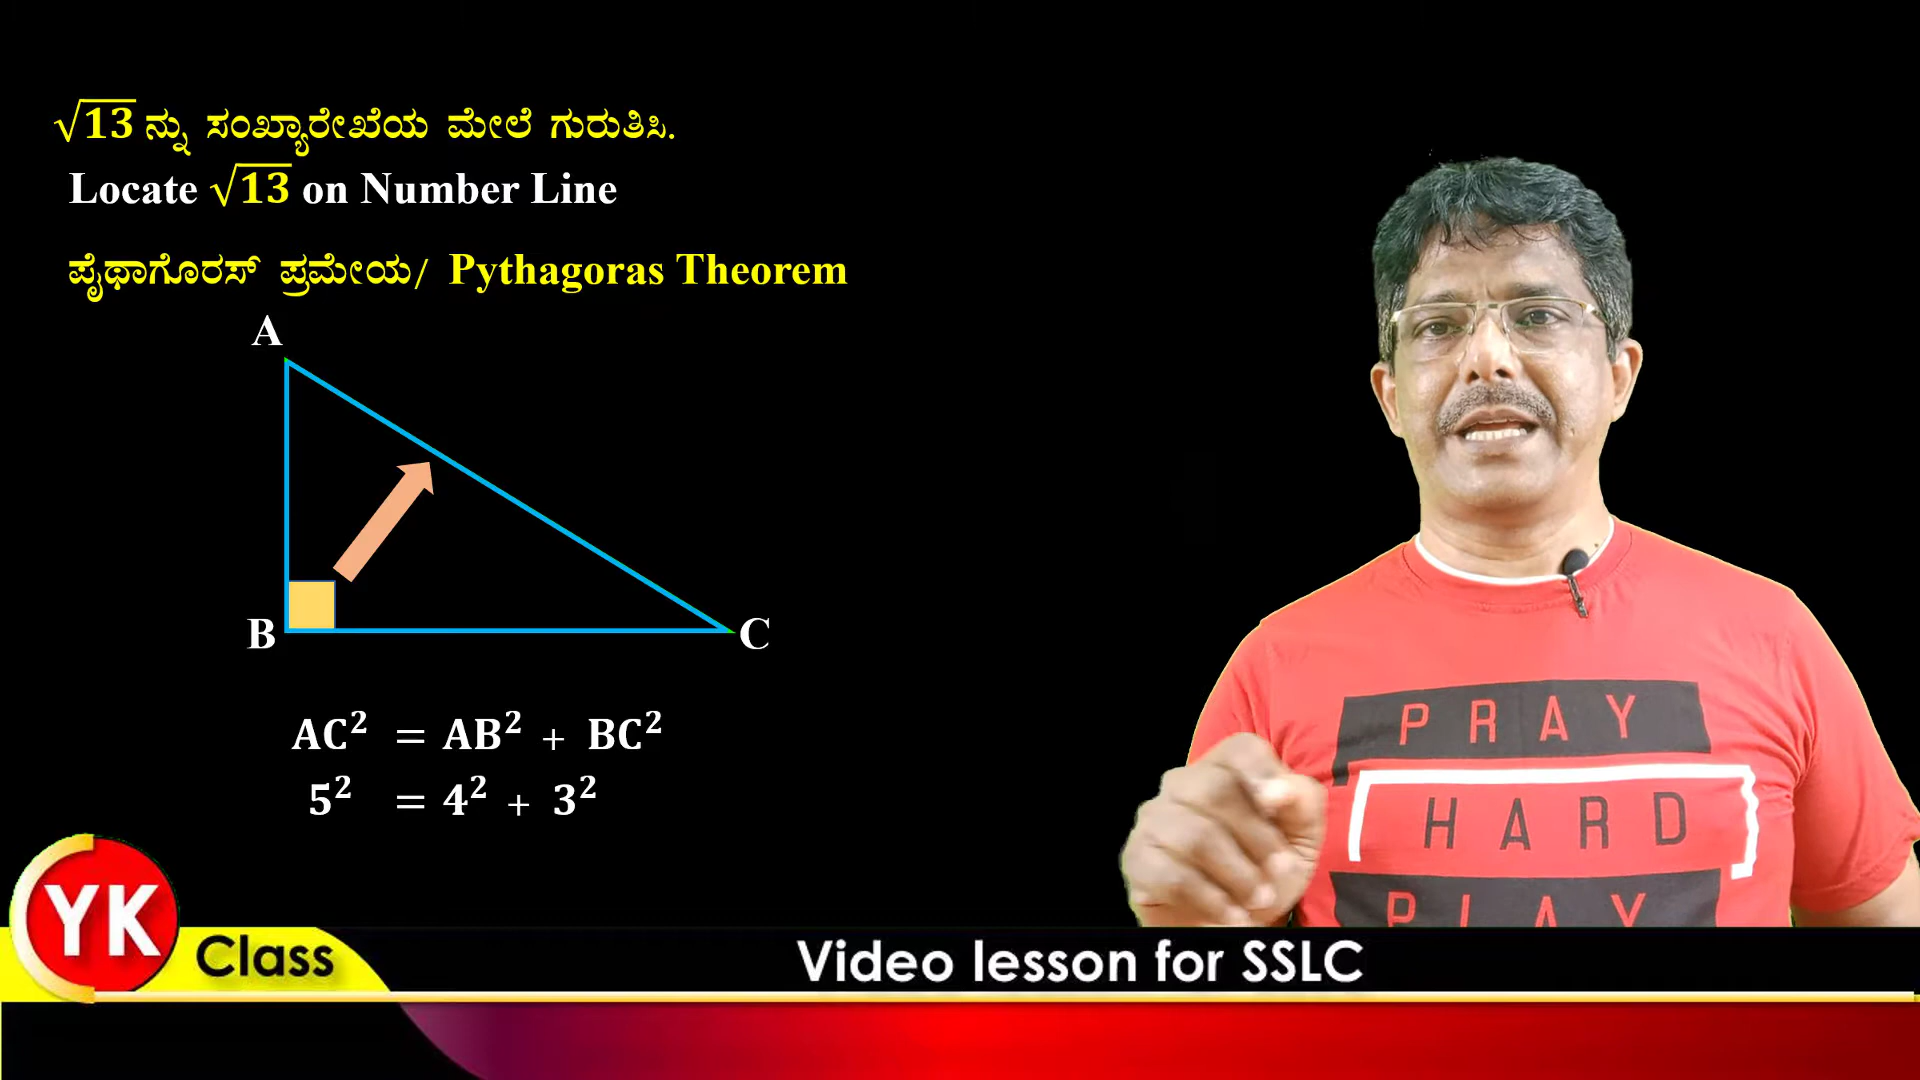 √13 ನ್ನು ಸಂಖ್ಯಾರೇಖೆಯ ಮೇಲೆ ಗುರುತಿಸಿ.
Locate √13 on Number Line
ಪೈಥಾಗೊರಸ್ ಪ್ರಮೇಯ/ Pythagoras Theorem
A
B
C
AC² = AB² + BC²
5² = 4² + 3²
PRAY
HARD
PLAY
YK
Class
Video lesson for SSLC